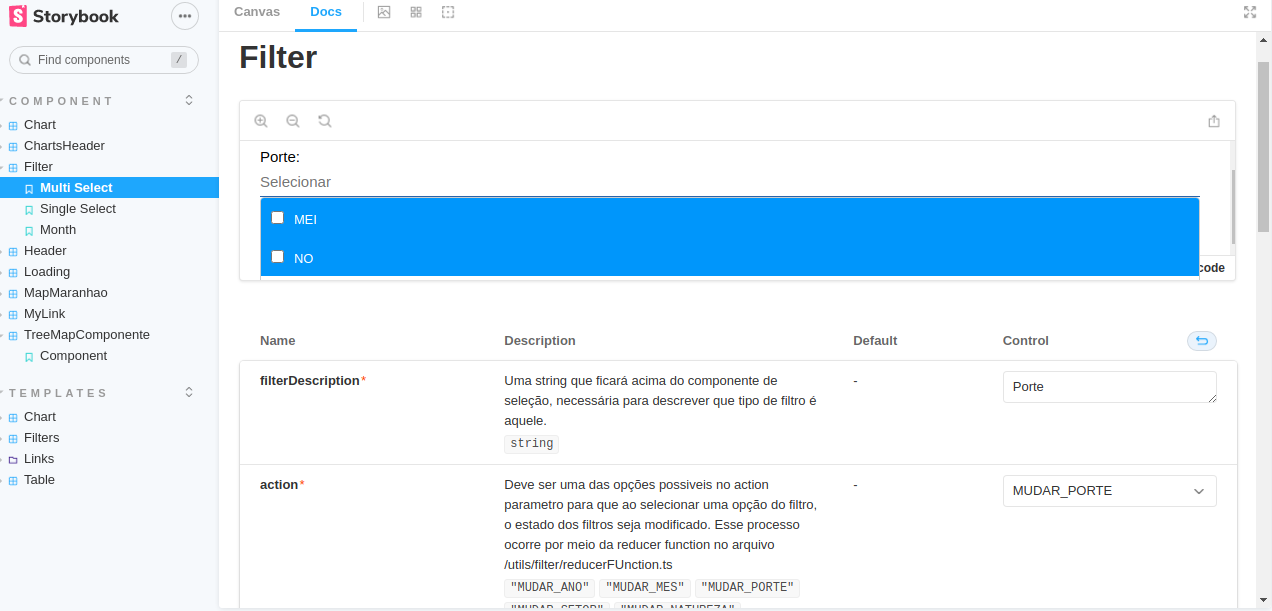 Storybook
Find components
/
COMPONENT
Chart
ChartsHeader
Filter
Multi Select
Single Select
Month
Header
Loading
MapMaranhao
MyLink
TreeMapComponente
Component
TEMPLATES
Chart
Filters
Links
Table
Canvas
Docs
Filter
Porte:
Selecionar
MEI
NO
code
Name Description Default Control
filterDescription*
Uma string que ficará acima do componente de
seleção, necessária para descrever que tipo de filtro é
aquele.
string
-
Porte
action*
Deve ser uma das opções possiveis no action
parametro para que ao selecionar uma opção do filtro,
o estado dos filtros seja modificado. Esse processo
ocorre por meio da reducer function no arquivo
/utils/filter/reducerFUnction.ts
"MUDAR_ANO" "MUDAR_MES" "MUDAR_PORTE"
"MUDAR_SETOR" "MUDAR_NATUREZA"
-
MUDAR_PORTE